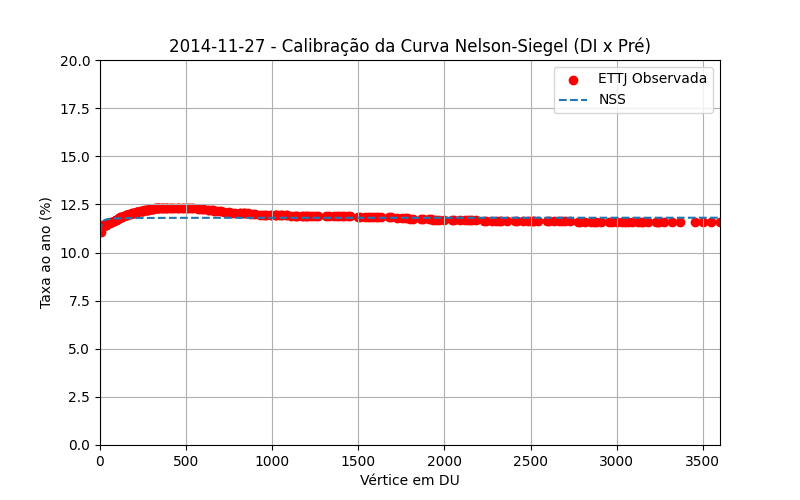 2014-11-27 - Calibração da Curva Nelson-Siegel (DI x Pré)
20.0
17.5
15.0
12.5
10.0
7.5
5.0
2.5
0.0
Taxa ao ano (%)
ETTJ Observada
NSS
0 500 1000 1500 2000 2500 3000 3500
Vértice em DU